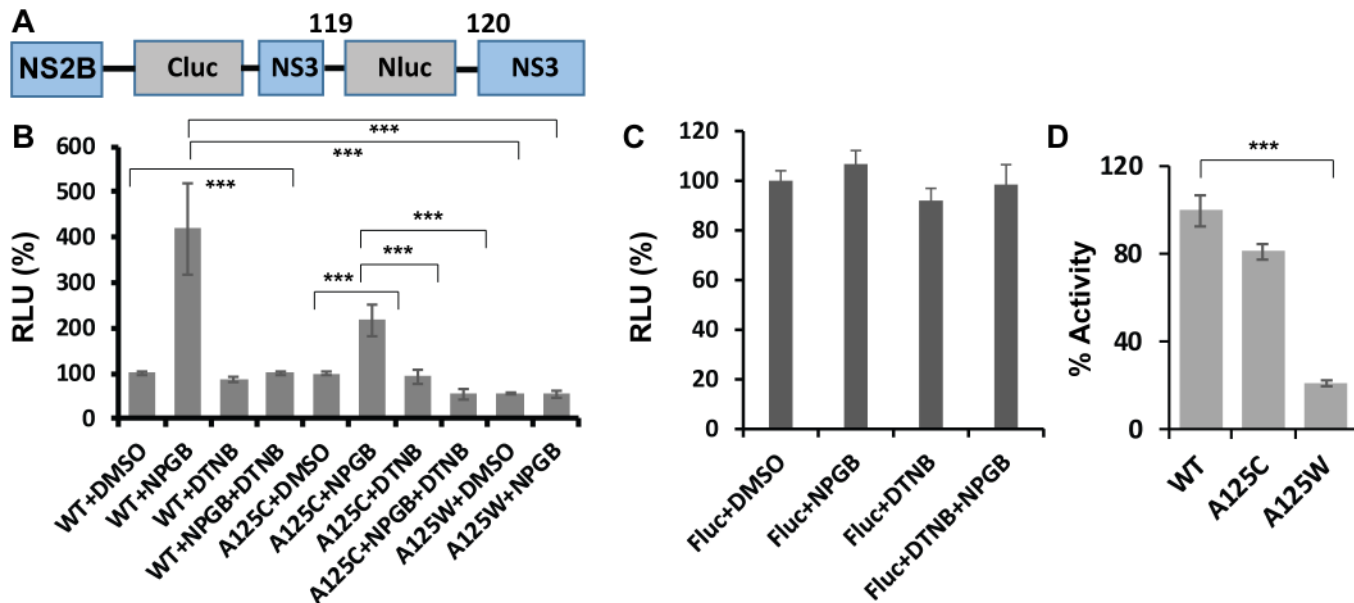 A
119 120
NS2B Cluc NS3 Nluc NS3
B
RLU (%)
600
500
400
300
200
100
0
***
***
***
***
***
***
WT+DMSO
WT+NPGB
WT+DTNB
WT+NPGB+DTNB
A125C+DMSO
A125C+NPGB
A125C+DTNB
A125C+NPGB+DTNB
A125W+DMSO
A125W+NPGB
C
RLU (%)
120
100
80
60
40
20
0
Fluc+DMSO
Fluc+NPGB
Fluc+DTNB
Fluc+DTNB+NPGB
D
% Activity
120
80
40
0
***
WT
A125C
A125W